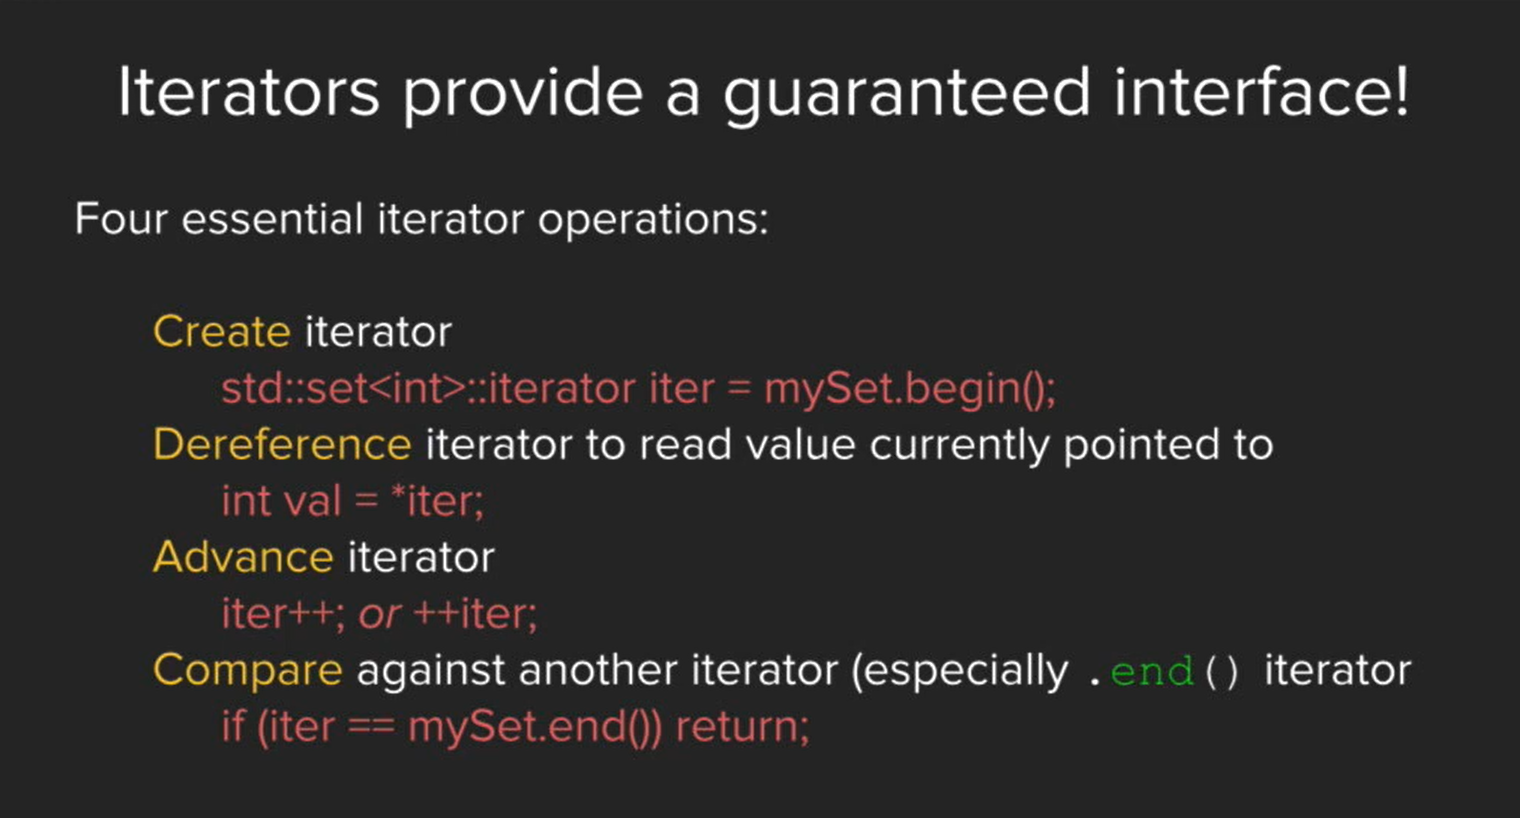 Iterators provide a guaranteed interface!
Four essential iterator operations:
Create iterator
std::set<int>::iterator iter = mySet.begin();
Dereference iterator to read value currently pointed to
int val = *iter;
Advance iterator
iter++; or ++iter;
Compare against another iterator (especially .end() iterator
if (iter == mySet.end()) return;